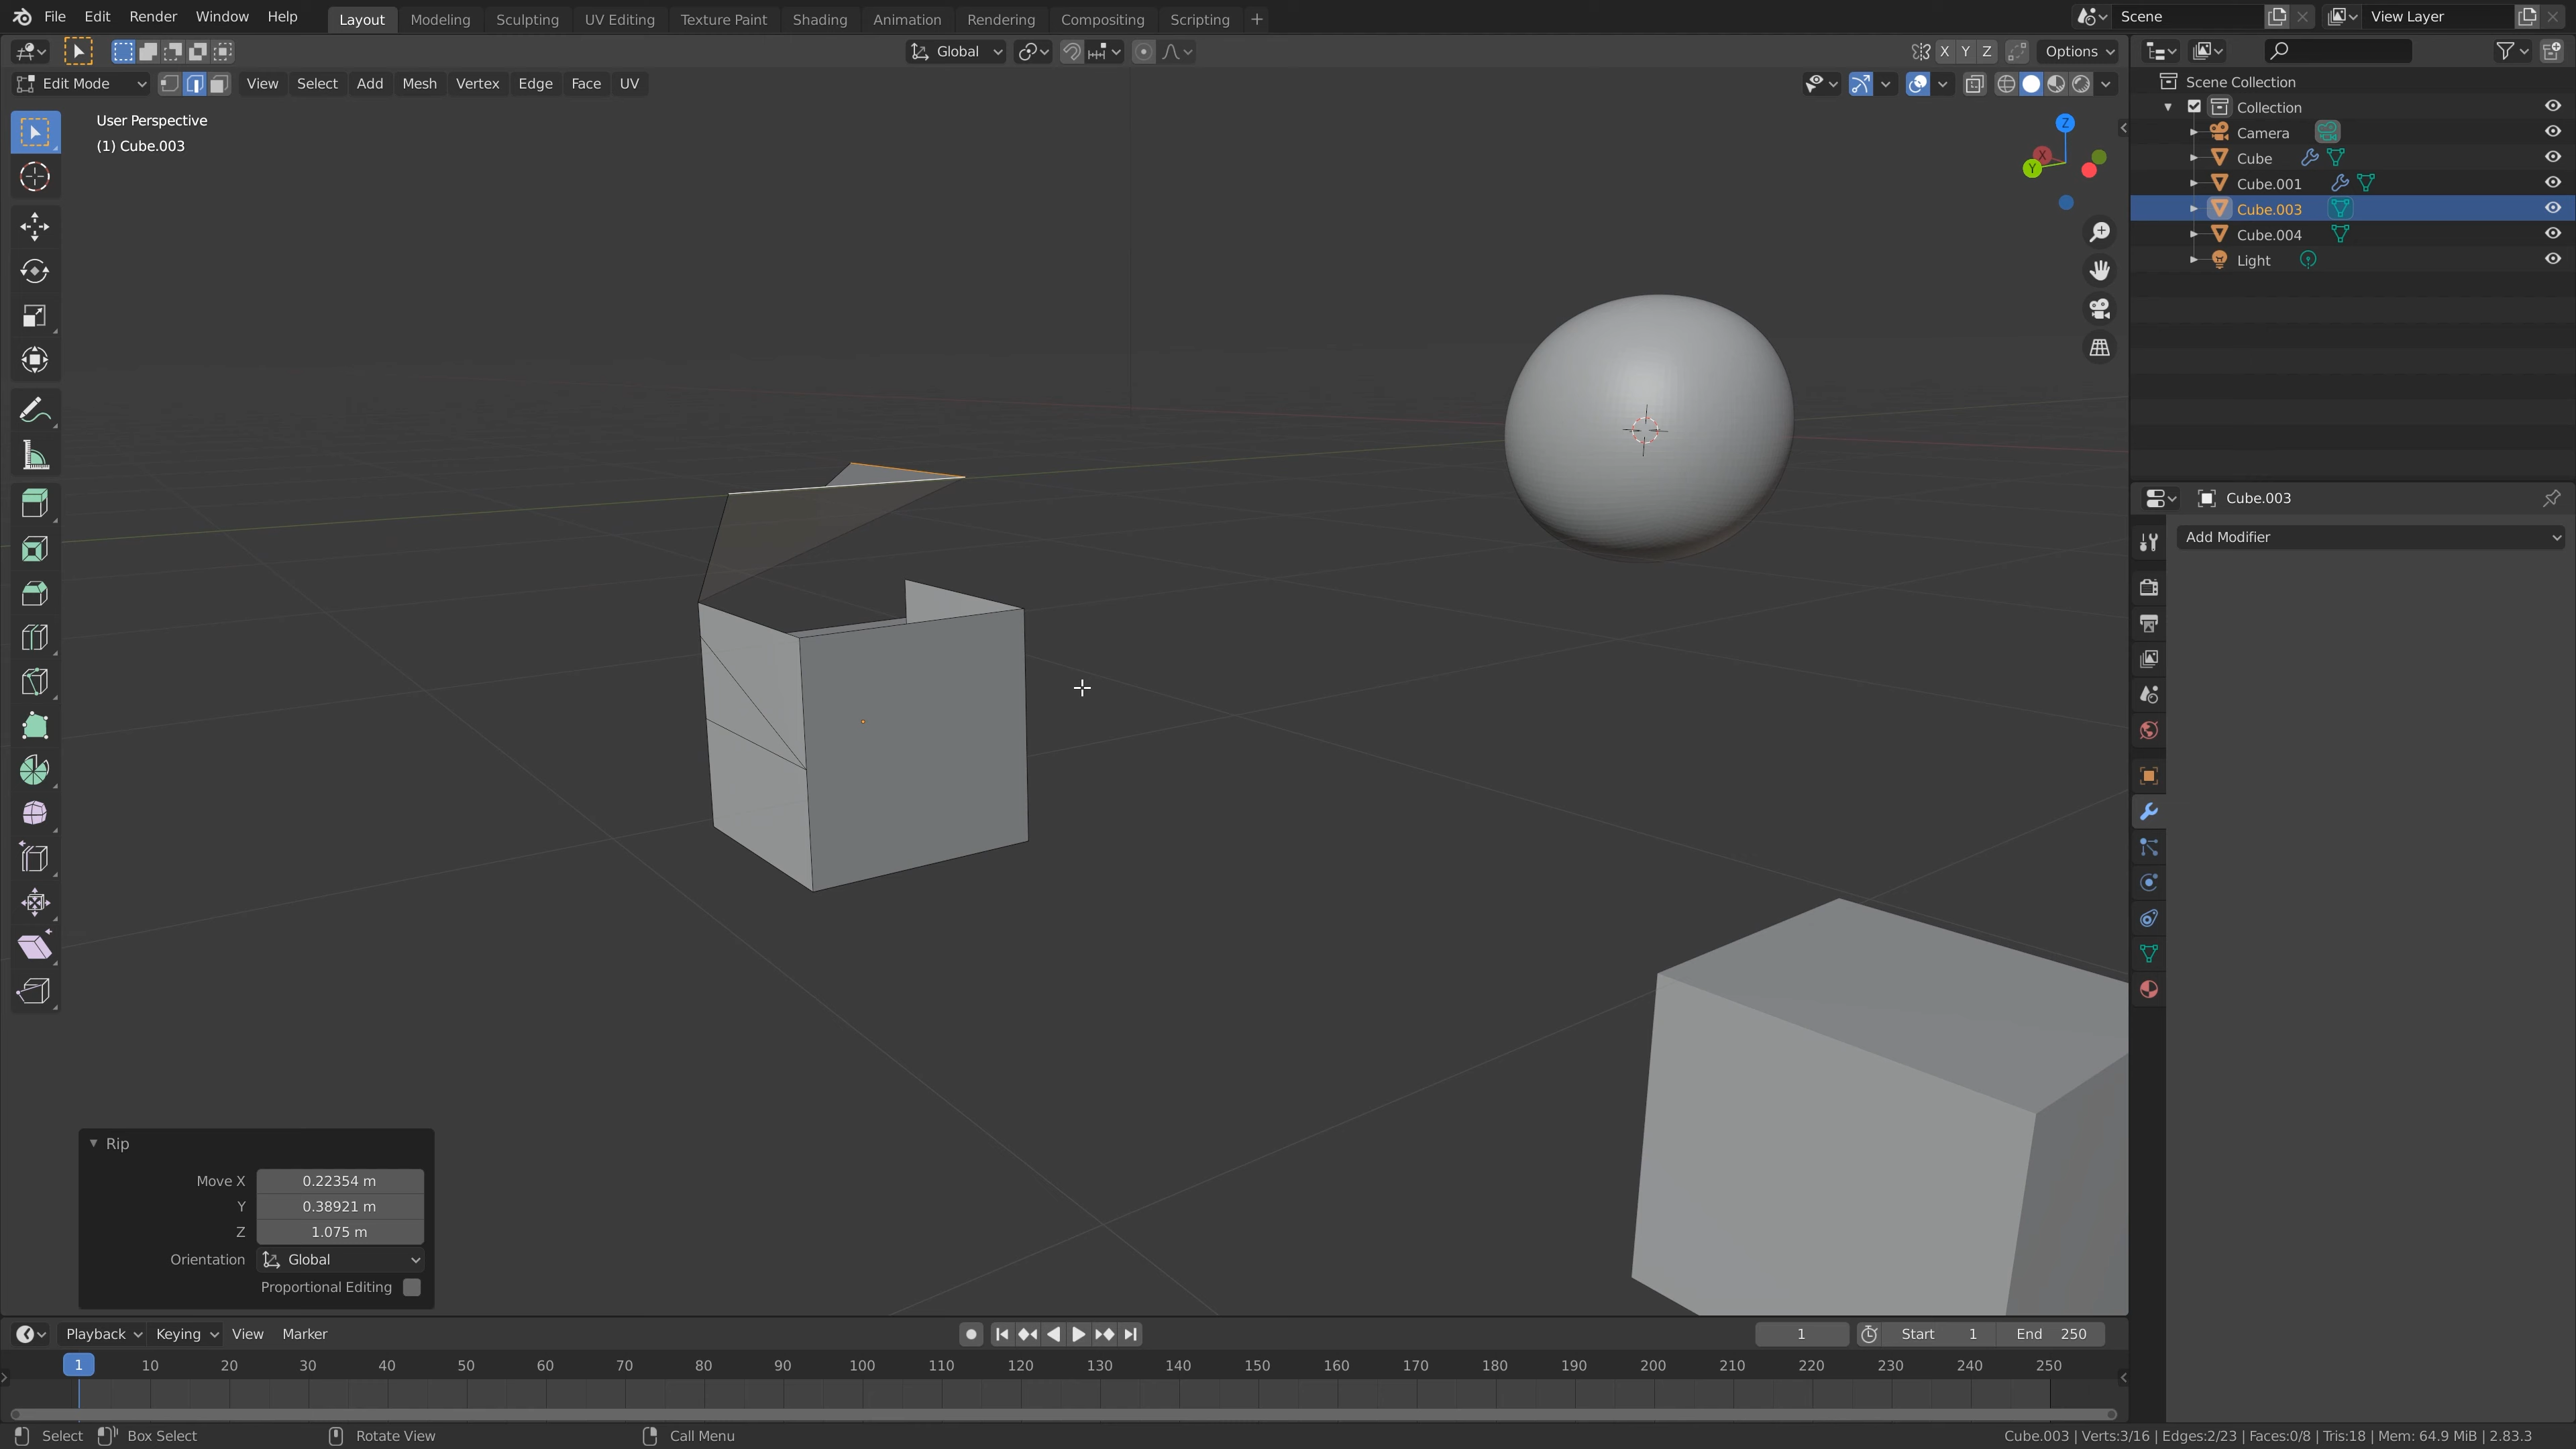 File Edit Render Window Help Layout Modeling Sculpting UV Editing Texture Paint Shading Animation Rendering Compositing Scripting + Scene View Layer
Global X Y Z Options
Edit Mode View Select Add Mesh Vertex Edge Face UV
User Perspective
(1) Cube.003
Z
X
Y
Scene Collection
Collection
Camera
Cube
Cube.001
Cube.003
Cube.004
Light
Cube.003
Add Modifier
Rip
Move X 0.22354 m
Y 0.38921 m
Z 1.075 m
Orientation Global
Proportional Editing
Playback Keying View Marker 1 Start 1 End 250
1 10 20 30 40 50 60 70 80 90 100 110 120 130 140 150 160 170 180 190 200 210 220 230 240 250
Select Box Select Rotate View Call Menu Cube.003 | Verts:3/16 | Edges:2/23 | Faces:0/8 | Tris:18 | Mem: 64.9 MiB | 2.83.3